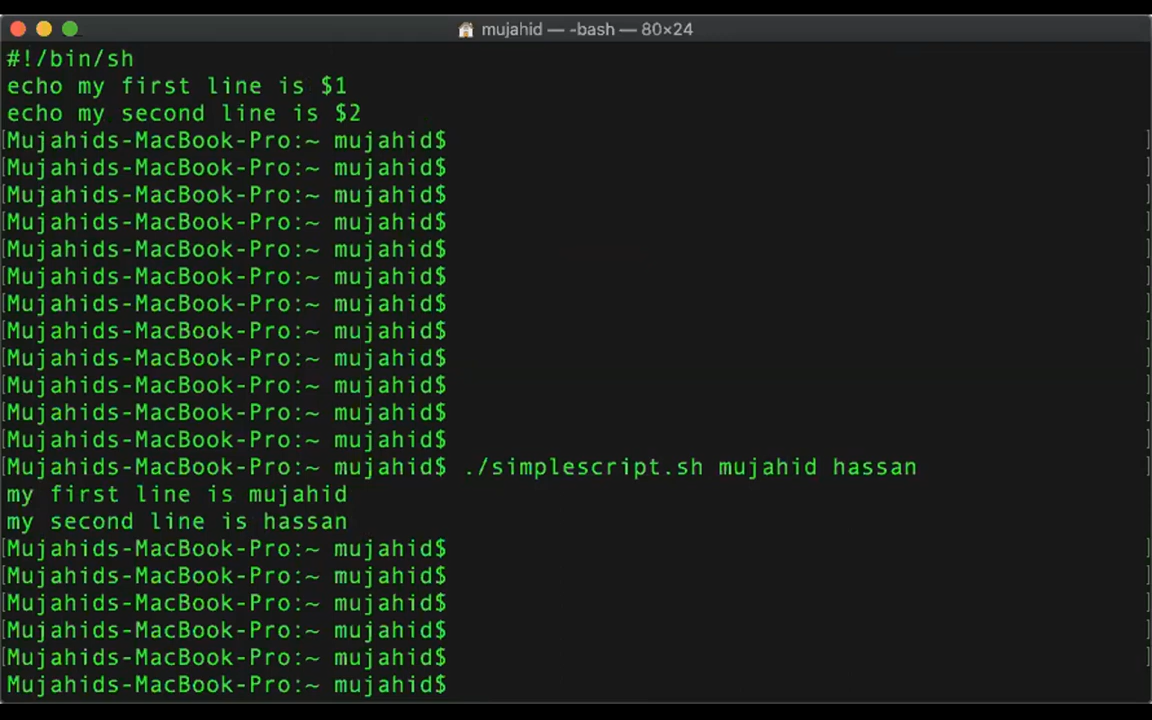 mujahid — -bash — 80×24
#!/bin/sh
echo my first line is $1
echo my second line is $2
[Mujahids-MacBook-Pro:~ mujahid$ ]
[Mujahids-MacBook-Pro:~ mujahid$ ]
[Mujahids-MacBook-Pro:~ mujahid$ ]
[Mujahids-MacBook-Pro:~ mujahid$ ]
[Mujahids-MacBook-Pro:~ mujahid$ ]
[Mujahids-MacBook-Pro:~ mujahid$ ]
[Mujahids-MacBook-Pro:~ mujahid$ ]
[Mujahids-MacBook-Pro:~ mujahid$ ]
[Mujahids-MacBook-Pro:~ mujahid$ ]
[Mujahids-MacBook-Pro:~ mujahid$ ]
[Mujahids-MacBook-Pro:~ mujahid$ ]
[Mujahids-MacBook-Pro:~ mujahid$ ]
[Mujahids-MacBook-Pro:~ mujahid$ ./simplescript.sh mujahid hassan ]
my first line is mujahid
my second line is hassan
[Mujahids-MacBook-Pro:~ mujahid$ ]
[Mujahids-MacBook-Pro:~ mujahid$ ]
[Mujahids-MacBook-Pro:~ mujahid$ ]
[Mujahids-MacBook-Pro:~ mujahid$ ]
[Mujahids-MacBook-Pro:~ mujahid$ ]
Mujahids-MacBook-Pro:~ mujahid$